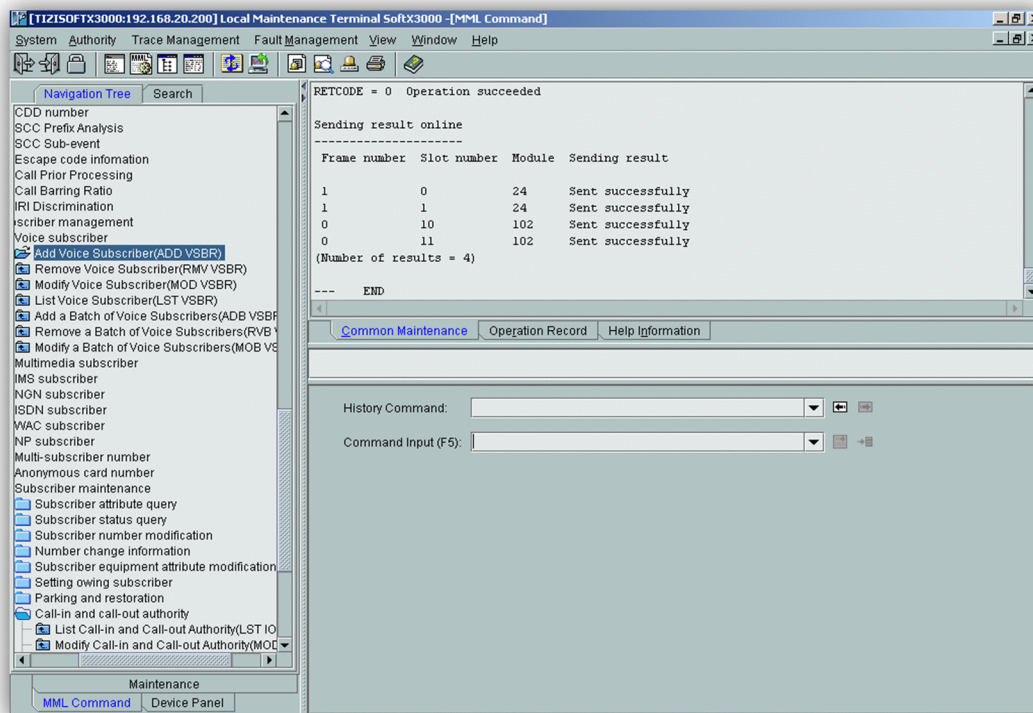 [TIZISOFTX3000:192.168.20.200] Local Maintenance Terminal SoftX3000 -[MML Command]
System Authority Trace Management Fault Management View Window Help
Navigation Tree Search
CDD number
SCC Prefix Analysis
SCC Sub-event
Escape code infomation
Call Prior Processing
Call Barring Ratio
IRI Discrimination
scriber management
Voice subscriber
Add Voice Subscriber(ADD VSBR)
Remove Voice Subscriber(RMV VSBR)
Modify Voice Subscriber(MOD VSBR)
List Voice Subscriber(LST VSBR)
Add a Batch of Voice Subscribers(ADB VSBF
Remove a Batch of Voice Subscribers(RVB
Modify a Batch of Voice Subscribers(MOB VS
Multimedia subscriber
IMS subscriber
NGN subscriber
ISDN subscriber
WAC subscriber
NP subscriber
Multi-subscriber number
Anonymous card number
Subscriber maintenance
Subscriber attribute query
Subscriber status query
Subscriber number modification
Number change information
Subscriber equipment attribute modification
Setting owing subscriber
Parking and restoration
Call-in and call-out authority
List Call-in and Call-out Authority(LST IO
Modify Call-in and Call-out Authority(MOD
Maintenance
MML Command Device Panel
RETCODE = 0 Operation succeeded
Sending result online
---------------------
Frame number Slot number Module Sending result
1 0 24 Sent successfully
1 1 24 Sent successfully
0 10 102 Sent successfully
0 11 102 Sent successfully
(Number of results = 4)
--- END
Common Maintenance Operation Record Help Information
History Command:
Command Input (F5):